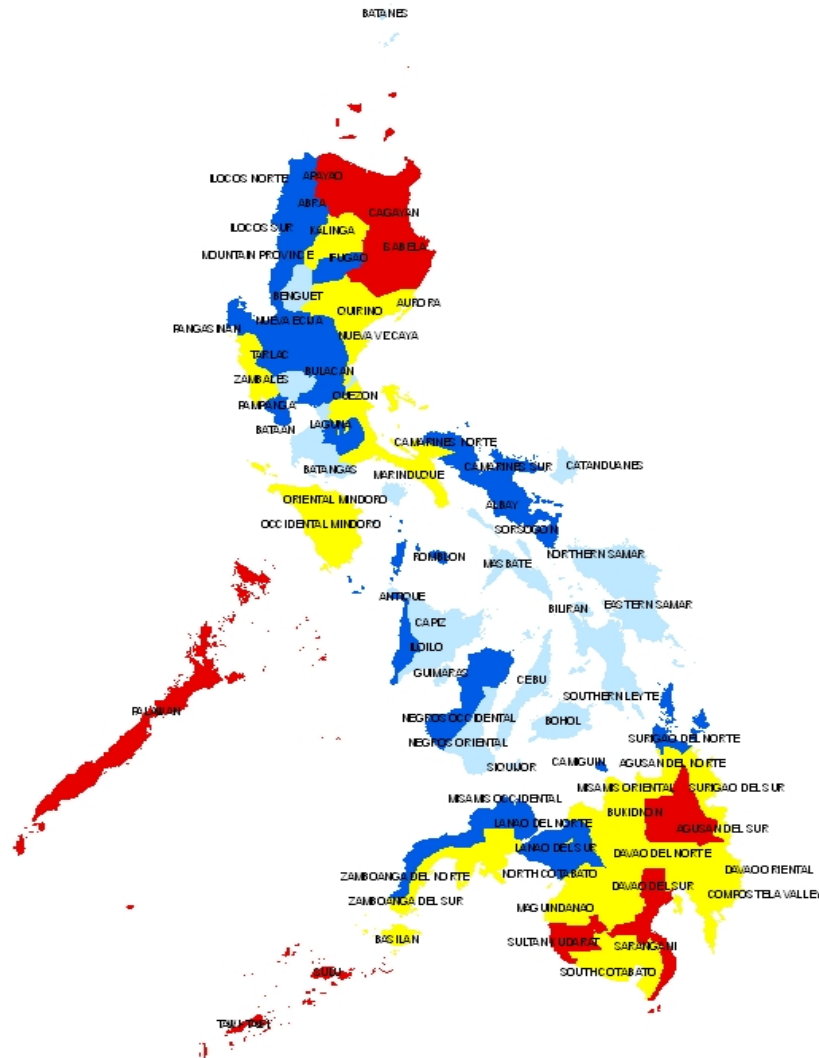 BATANES
ILOCOS NORTE
APAYAO
ABRA
CAGAYAN
ILOCOS SUR
KALINGA
ISABELA
MOUNTAIN PROVINCE
IFUGAO
BENGUET
AURORA
QUIRINO
NUEVA ECIJA
PANGASINAN
NUEVA VIZCAYA
TARLAC
BULACAN
ZAMBALES
QUEZON
PAMPANGA
LAGUNA
BATAAN
CAMARINES NORTE
BATANGAS
MARINDUQUE
CAMARINES SUR
CATANDUANES
ORIENTAL MINDORO
ALBAY
OCCIDENTAL MINDORO
SORSOGON
ROMBLON
MASBATE
NORTHERN SAMAR
ANTIQUE
BILIRAN
EASTERN SAMAR
CAPIZ
ILOILO
GUIMARAS
CEBU
SOUTHERN LEYTE
PALAWAN
NEGROS OCCIDENTAL
BOHOL
NEGROS ORIENTAL
SURIGAO DEL NORTE
SIQUIJOR
CAMIGUIN
AGUSAN DEL NORTE
MISAMIS ORIENTAL
SURIGAO DEL SUR
MISAMIS OCCIDENTAL
BUKIDNON
LANAO DEL NORTE
AGUSAN DEL SUR
LANAO DEL SUR
DAVAO DEL NORTE
ZAMBOANGA DEL NORTE
NORTH COTABATO
DAVAO ORIENTAL
DAVAO DEL SUR
COMPOSTELA VALLEY
ZAMBOANGA DEL SUR
MAGUINDANAO
BASILAN
SULTAN KUDARAT
SARANGANI
SOUTH COTABATO
SULU
TAWI-TAWI